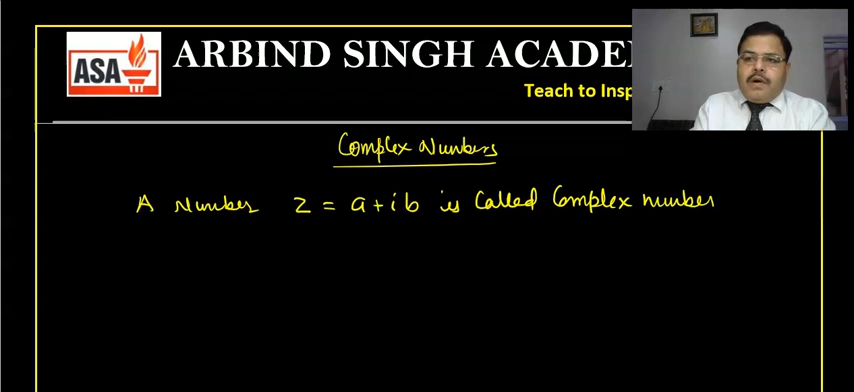 ASA
ARBIND SINGH ACADE
Teach to Insp
Complex Numbers
A Number z = a + i b is Called Complex number